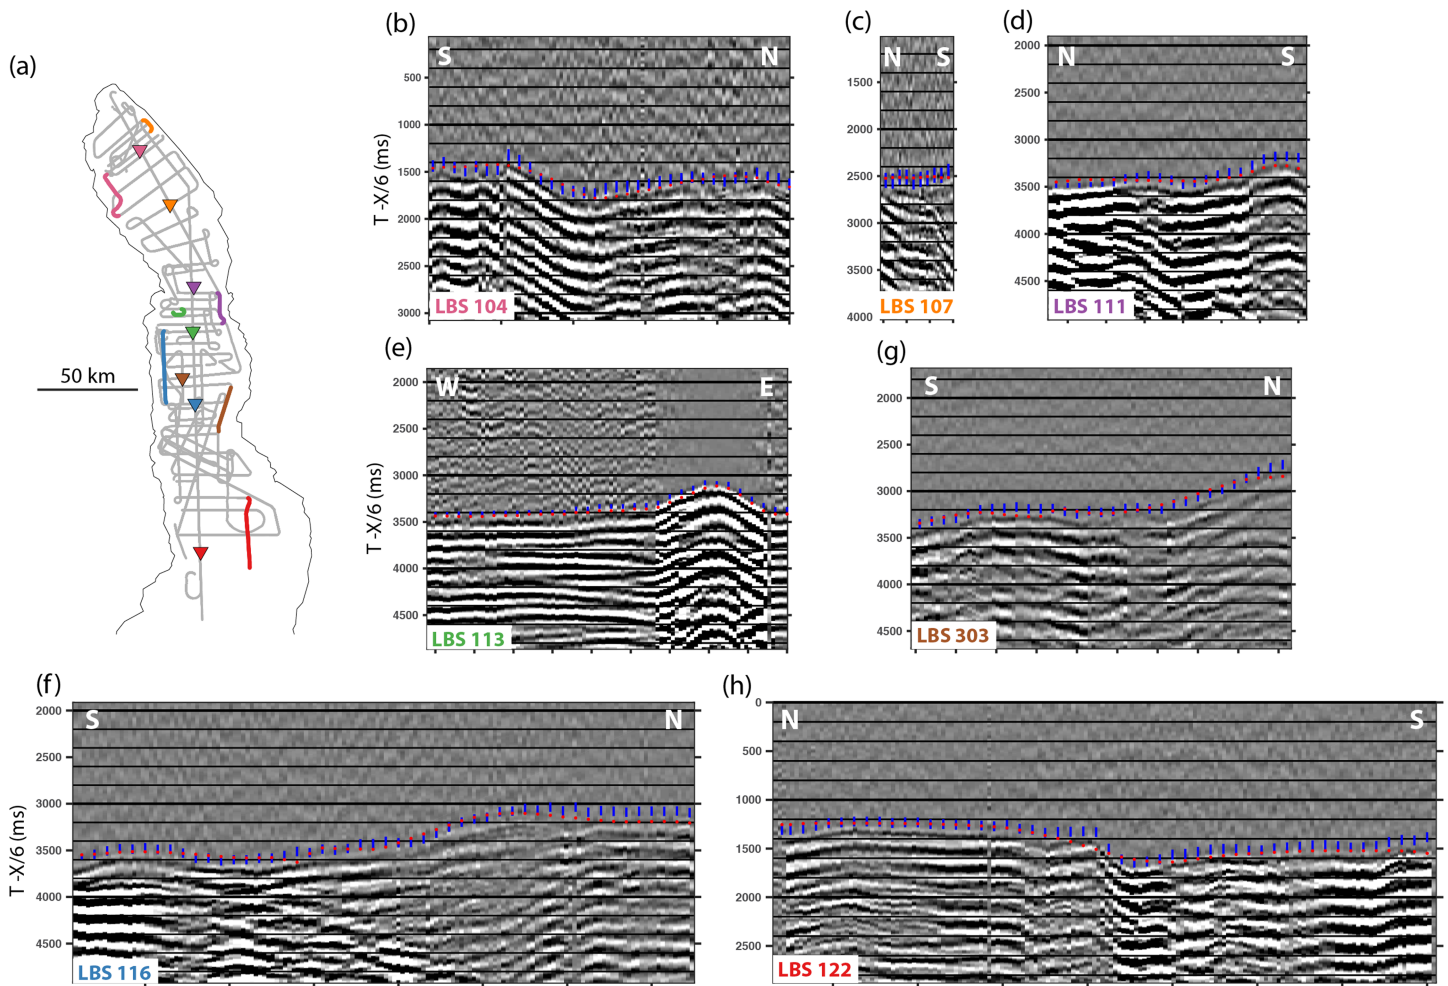 (a)
50 km
(b)
S
N
500
1000
1500
2000
2500
3000
T -X/6 (ms)
LBS 104
(c)
N
S
1500
2000
2500
3000
3500
4000
LBS 107
(d)
N
S
2000
2500
3000
3500
4000
4500
LBS 111
(e)
W
E
2000
2500
3000
3500
4000
4500
T -X/6 (ms)
LBS 113
(g)
S
N
2000
2500
3000
3500
4000
4500
LBS 303
(f)
S
N
2000
2500
3000
3500
4000
4500
T -X/6 (ms)
LBS 116
(h)
N
S
0
500
1000
1500
2000
2500
LBS 122